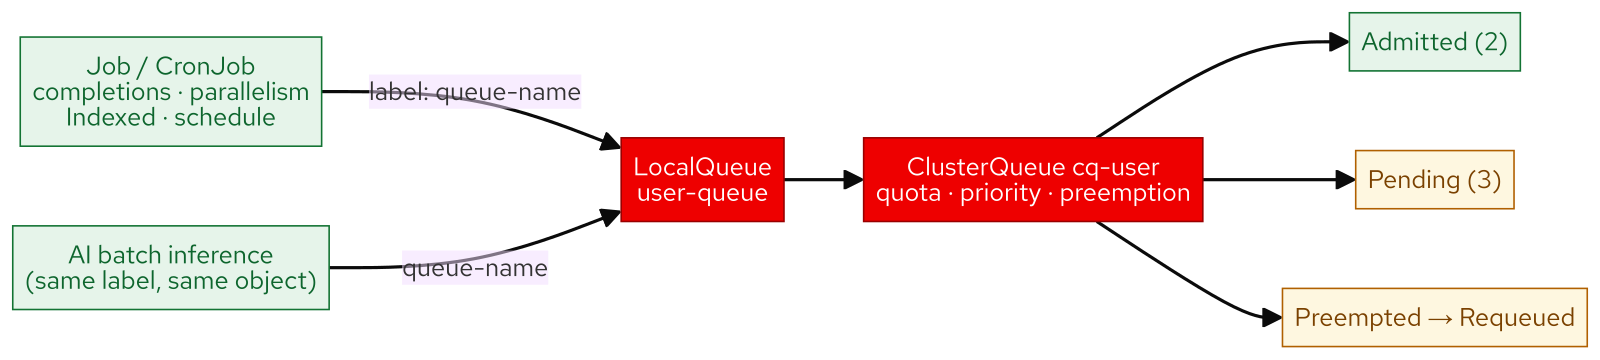 Job / CronJob
completions · parallelism
Indexed · schedule
label: queue-name
AI batch inference
(same label, same object)
queue-name
LocalQueue
user-queue
ClusterQueue cq-user
quota · priority · preemption
Admitted (2)
Pending (3)
Preempted → Requeued